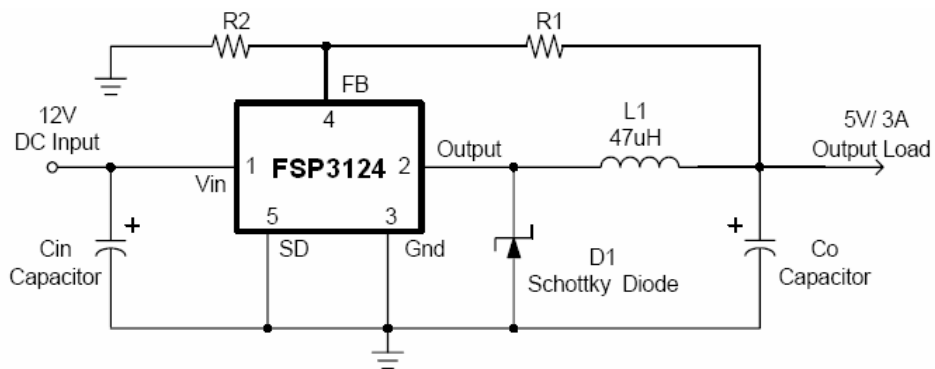 R2
R1
FB
4
12V
DC Input
L1
47uH
5V/ 3A
Output Load
1
FSP3124
2
Output
Vin
+
Cin
Capacitor
5
3
SD
Gnd
D1
Schottky Diode
+
Co
Capacitor